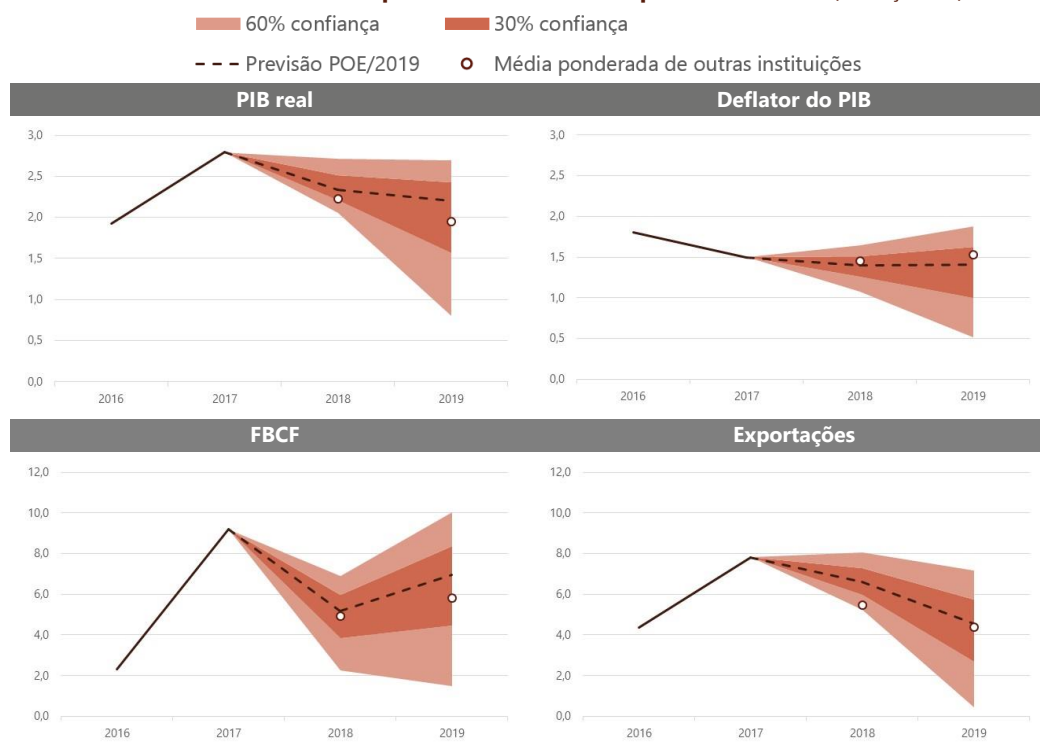 60% confiança 30% confiança
Previsão POE/2019 Média ponderada de outras instituições
PIB real Deflator do PIB
3,0 3,0
2,5 2,5
2,0 2,0
1,5 1,5
1,0 1,0
0,5 0,5
0,0 0,0
2016 2017 2018 2019 2016 2017 2018 2019
FBCF Exportações
12,0 12,0
10,0 10,0
8,0 8,0
6,0 6,0
4,0 4,0
2,0 2,0
0,0 0,0
2016 2017 2018 2019 2016 2017 2018 2019